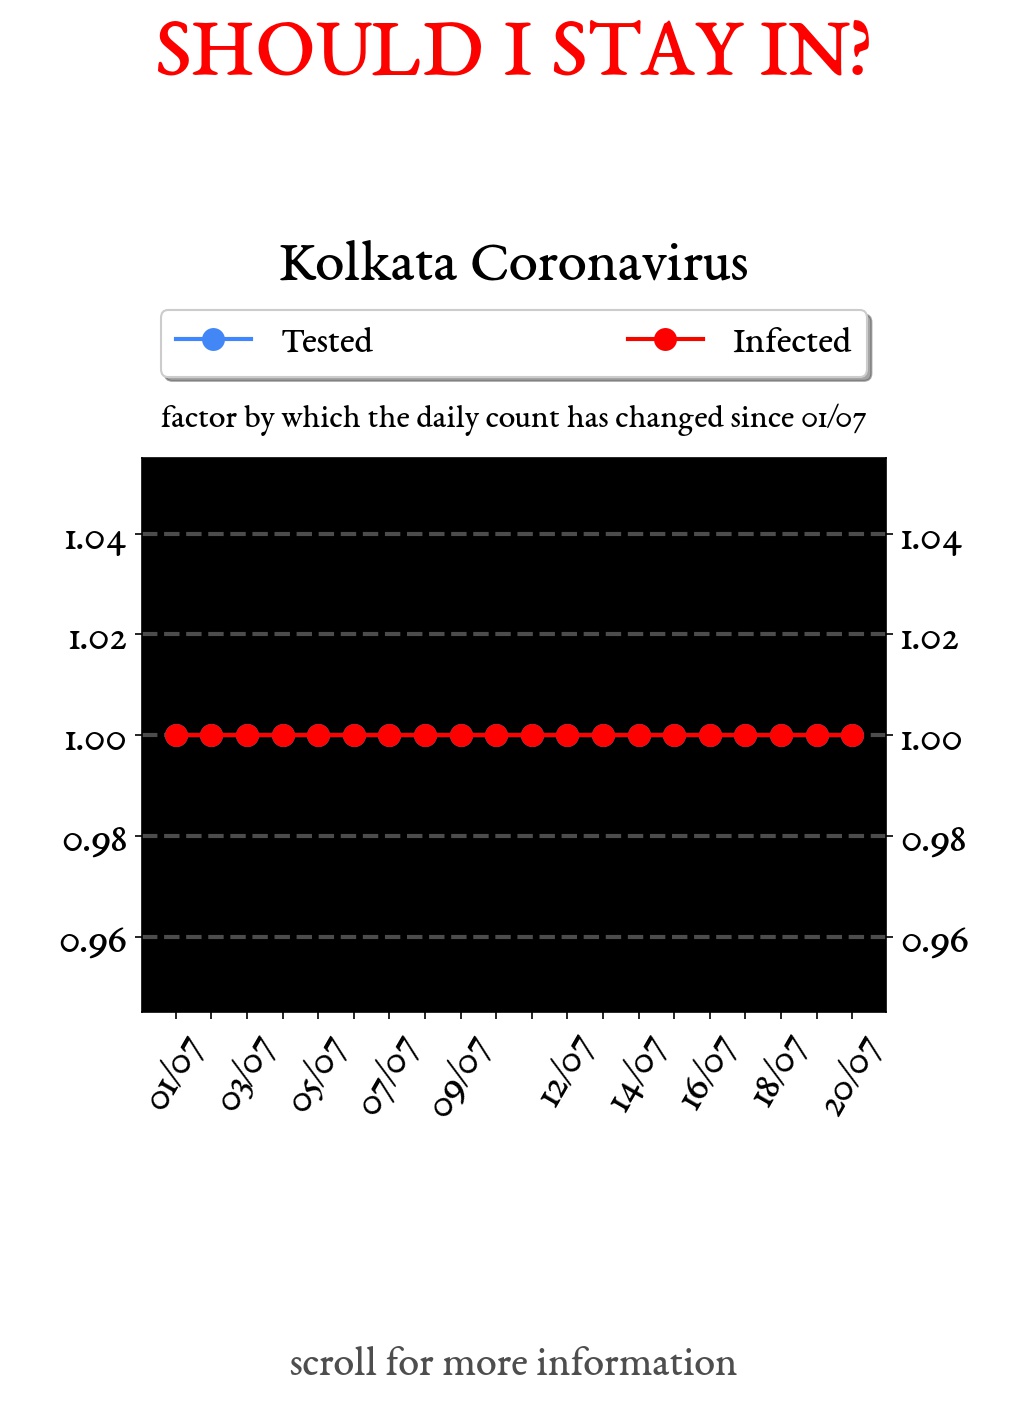 SHOULD I STAY IN?
Kolkata Coronavirus
Tested Infected
factor by which the daily count has changed since 01/07
1.04 1.04
1.02 1.02
1.00 1.00
0.98 0.98
0.96 0.96
01/07 03/07 05/07 07/07 09/07 12/07 14/07 16/07 18/07 20/07
scroll for more information